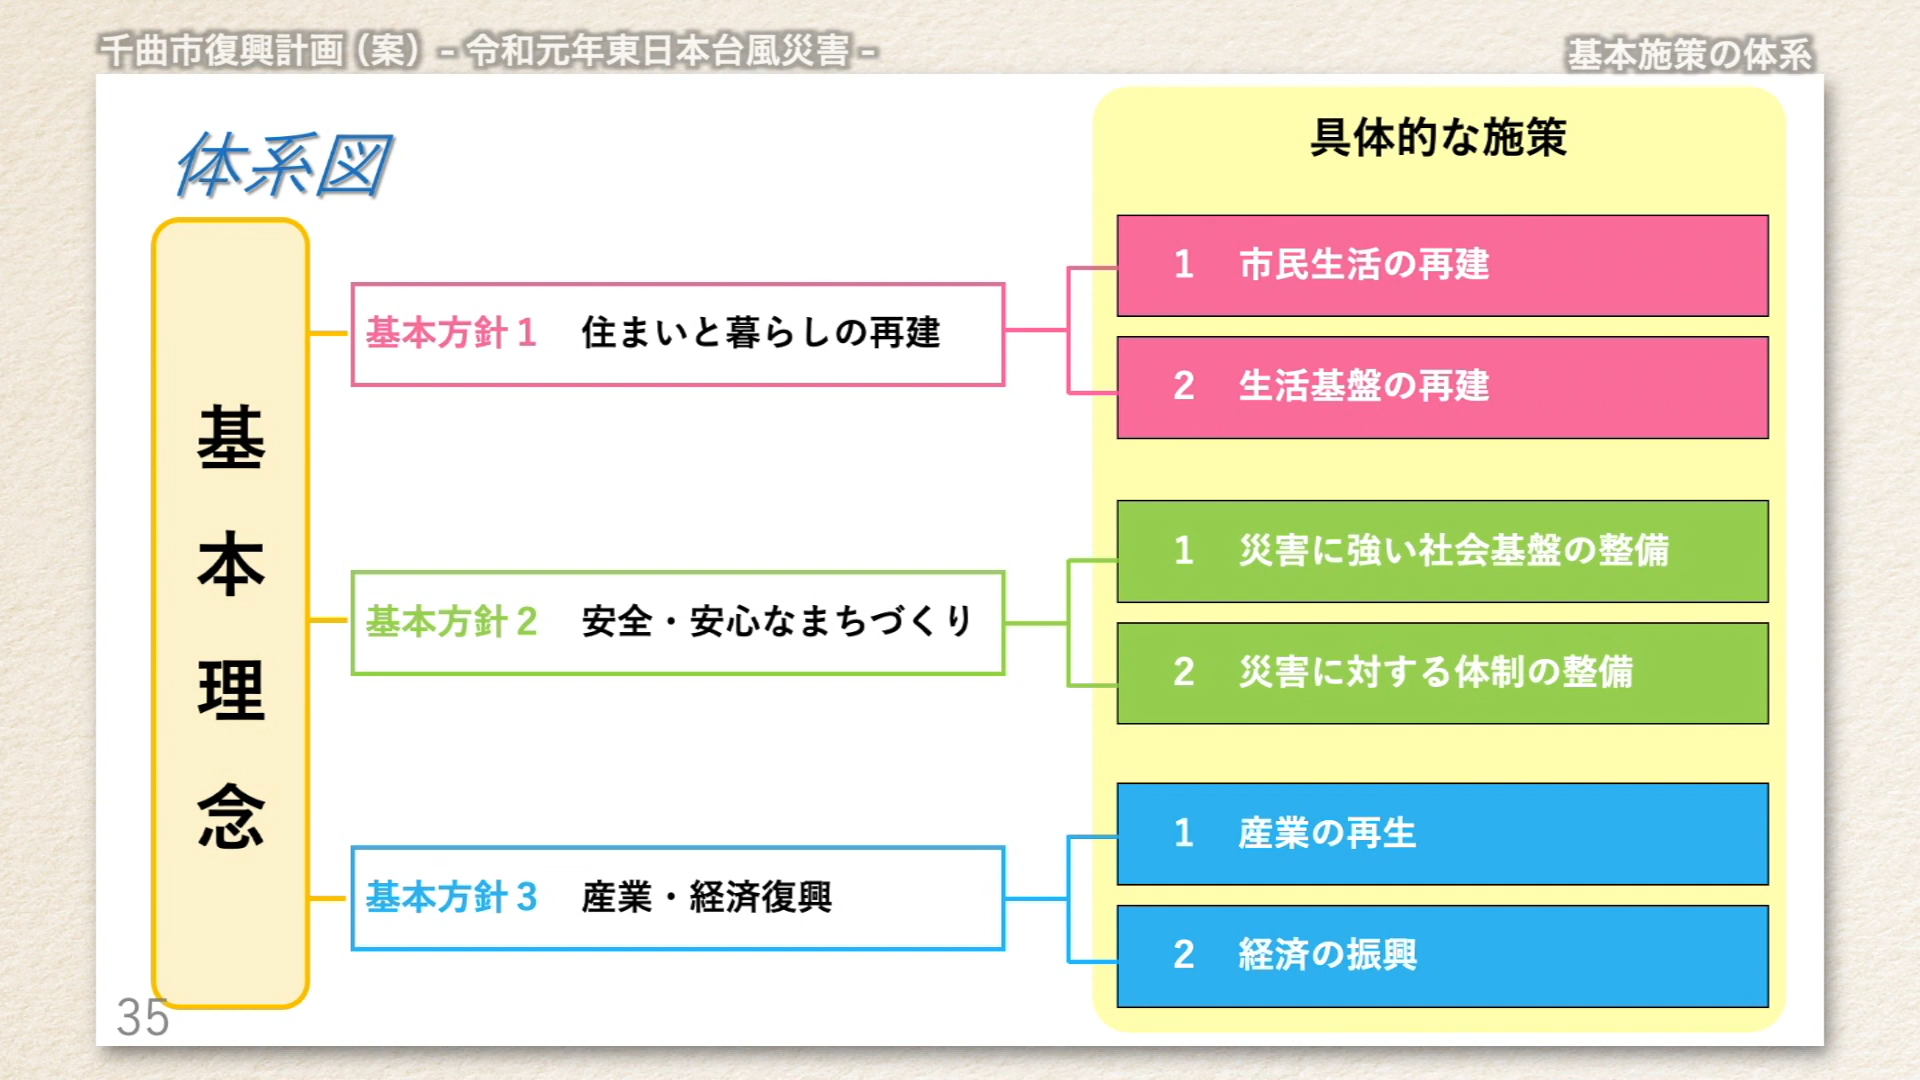 千曲市復興計画（案）－令和元年東日本台風災害－
基本施策の体系
体系図
具体的な施策
基本理念
基本方針1　住まいと暮らしの再建
1　市民生活の再建
2　生活基盤の再建
基本方針2　安全・安心なまちづくり
1　災害に強い社会基盤の整備
2　災害に対する体制の整備
基本方針3　産業・経済復興
1　産業の再生
2　経済の振興
35